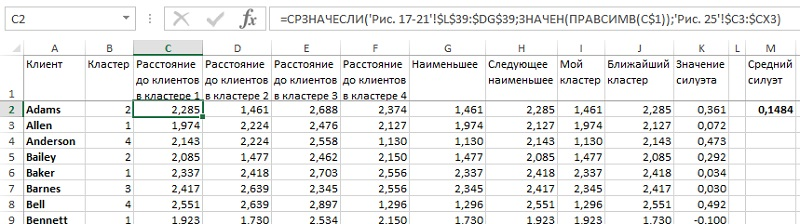 C2 fx =СРЗНАЧЕСЛИ('Рис. 17-21'!$L$39:$DG$39;ЗНАЧЕН(ПРАВСИМВ(C$1));'Рис. 25'!$C3:$CX3)
A B C D E F G H I J K L M
Расстояние Расстояние Расстояние Расстояние
до клиентов до клиентов до клиентов до клиентов Следующее Мой Ближайший Значение Средний
1 Клиент Кластер в кластере 1 в кластере 2 в кластере 3 в кластере 4 Наименьшее наименьшее кластер кластер силуэта силуэт
2 Adams 2 2,285 1,461 2,688 2,374 1,461 2,285 1,461 2,285 0,361 0,1484
3 Allen 1 1,974 2,224 2,476 2,127 1,974 2,127 1,974 2,127 0,072
4 Anderson 4 2,143 2,224 2,558 1,130 1,130 2,143 1,130 2,143 0,473
5 Bailey 2 2,085 1,477 2,462 2,150 1,477 2,085 1,477 2,085 0,292
6 Baker 1 2,337 2,418 2,703 2,556 2,337 2,418 2,337 2,418 0,034
7 Barnes 3 2,417 2,639 2,345 2,556 2,345 2,417 2,345 2,417 0,030
8 Bell 4 2,551 2,639 2,897 1,296 1,296 2,551 1,296 2,551 0,492
9 Bennett 1 1,923 1,730 2,534 2,150 1,730 1,923 1,923 1,730 -0,100